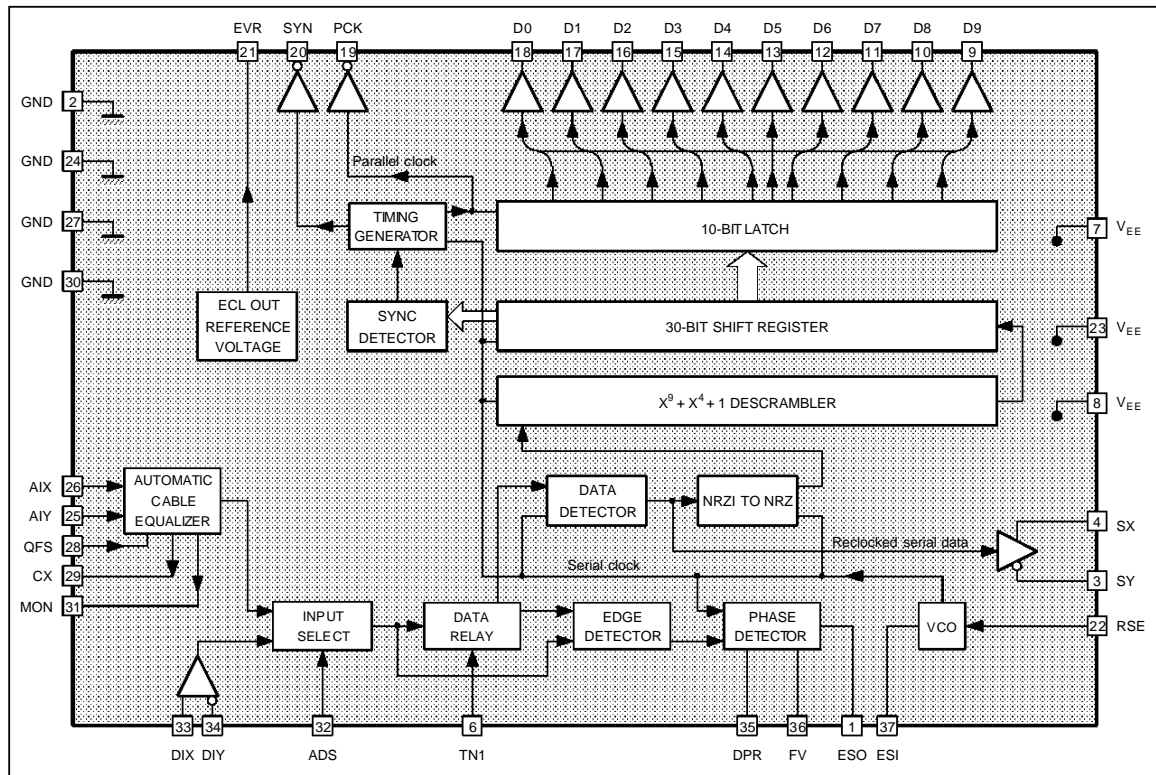 EVR SYN PCK D0 D1 D2 D3 D4 D5 D6 D7 D8 D9
21 20 19 18 17 16 15 14 13 12 11 10 9
GND 2
GND 24
Parallel clock
GND 27
TIMING
GENERATOR
10-BIT LATCH
7 VEE
GND 30
ECL OUT
REFERENCE
VOLTAGE
SYNC
DETECTOR
30-BIT SHIFT REGISTER
23 VEE
X9 + X4 + 1 DESCRAMBLER
8 VEE
AIX 26
AIY 25
QFS 28
CX 29
MON 31
AUTOMATIC
CABLE
EQUALIZER
DATA
DETECTOR
NRZI TO NRZ
Reclocked serial data
4 SX
3 SY
Serial clock
INPUT
SELECT
DATA
RELAY
EDGE
DETECTOR
PHASE
DETECTOR
VCO
22 RSE
33 34 32 6 35 36 1 37
DIX DIY ADS TN1 DPR FV ESO ESI